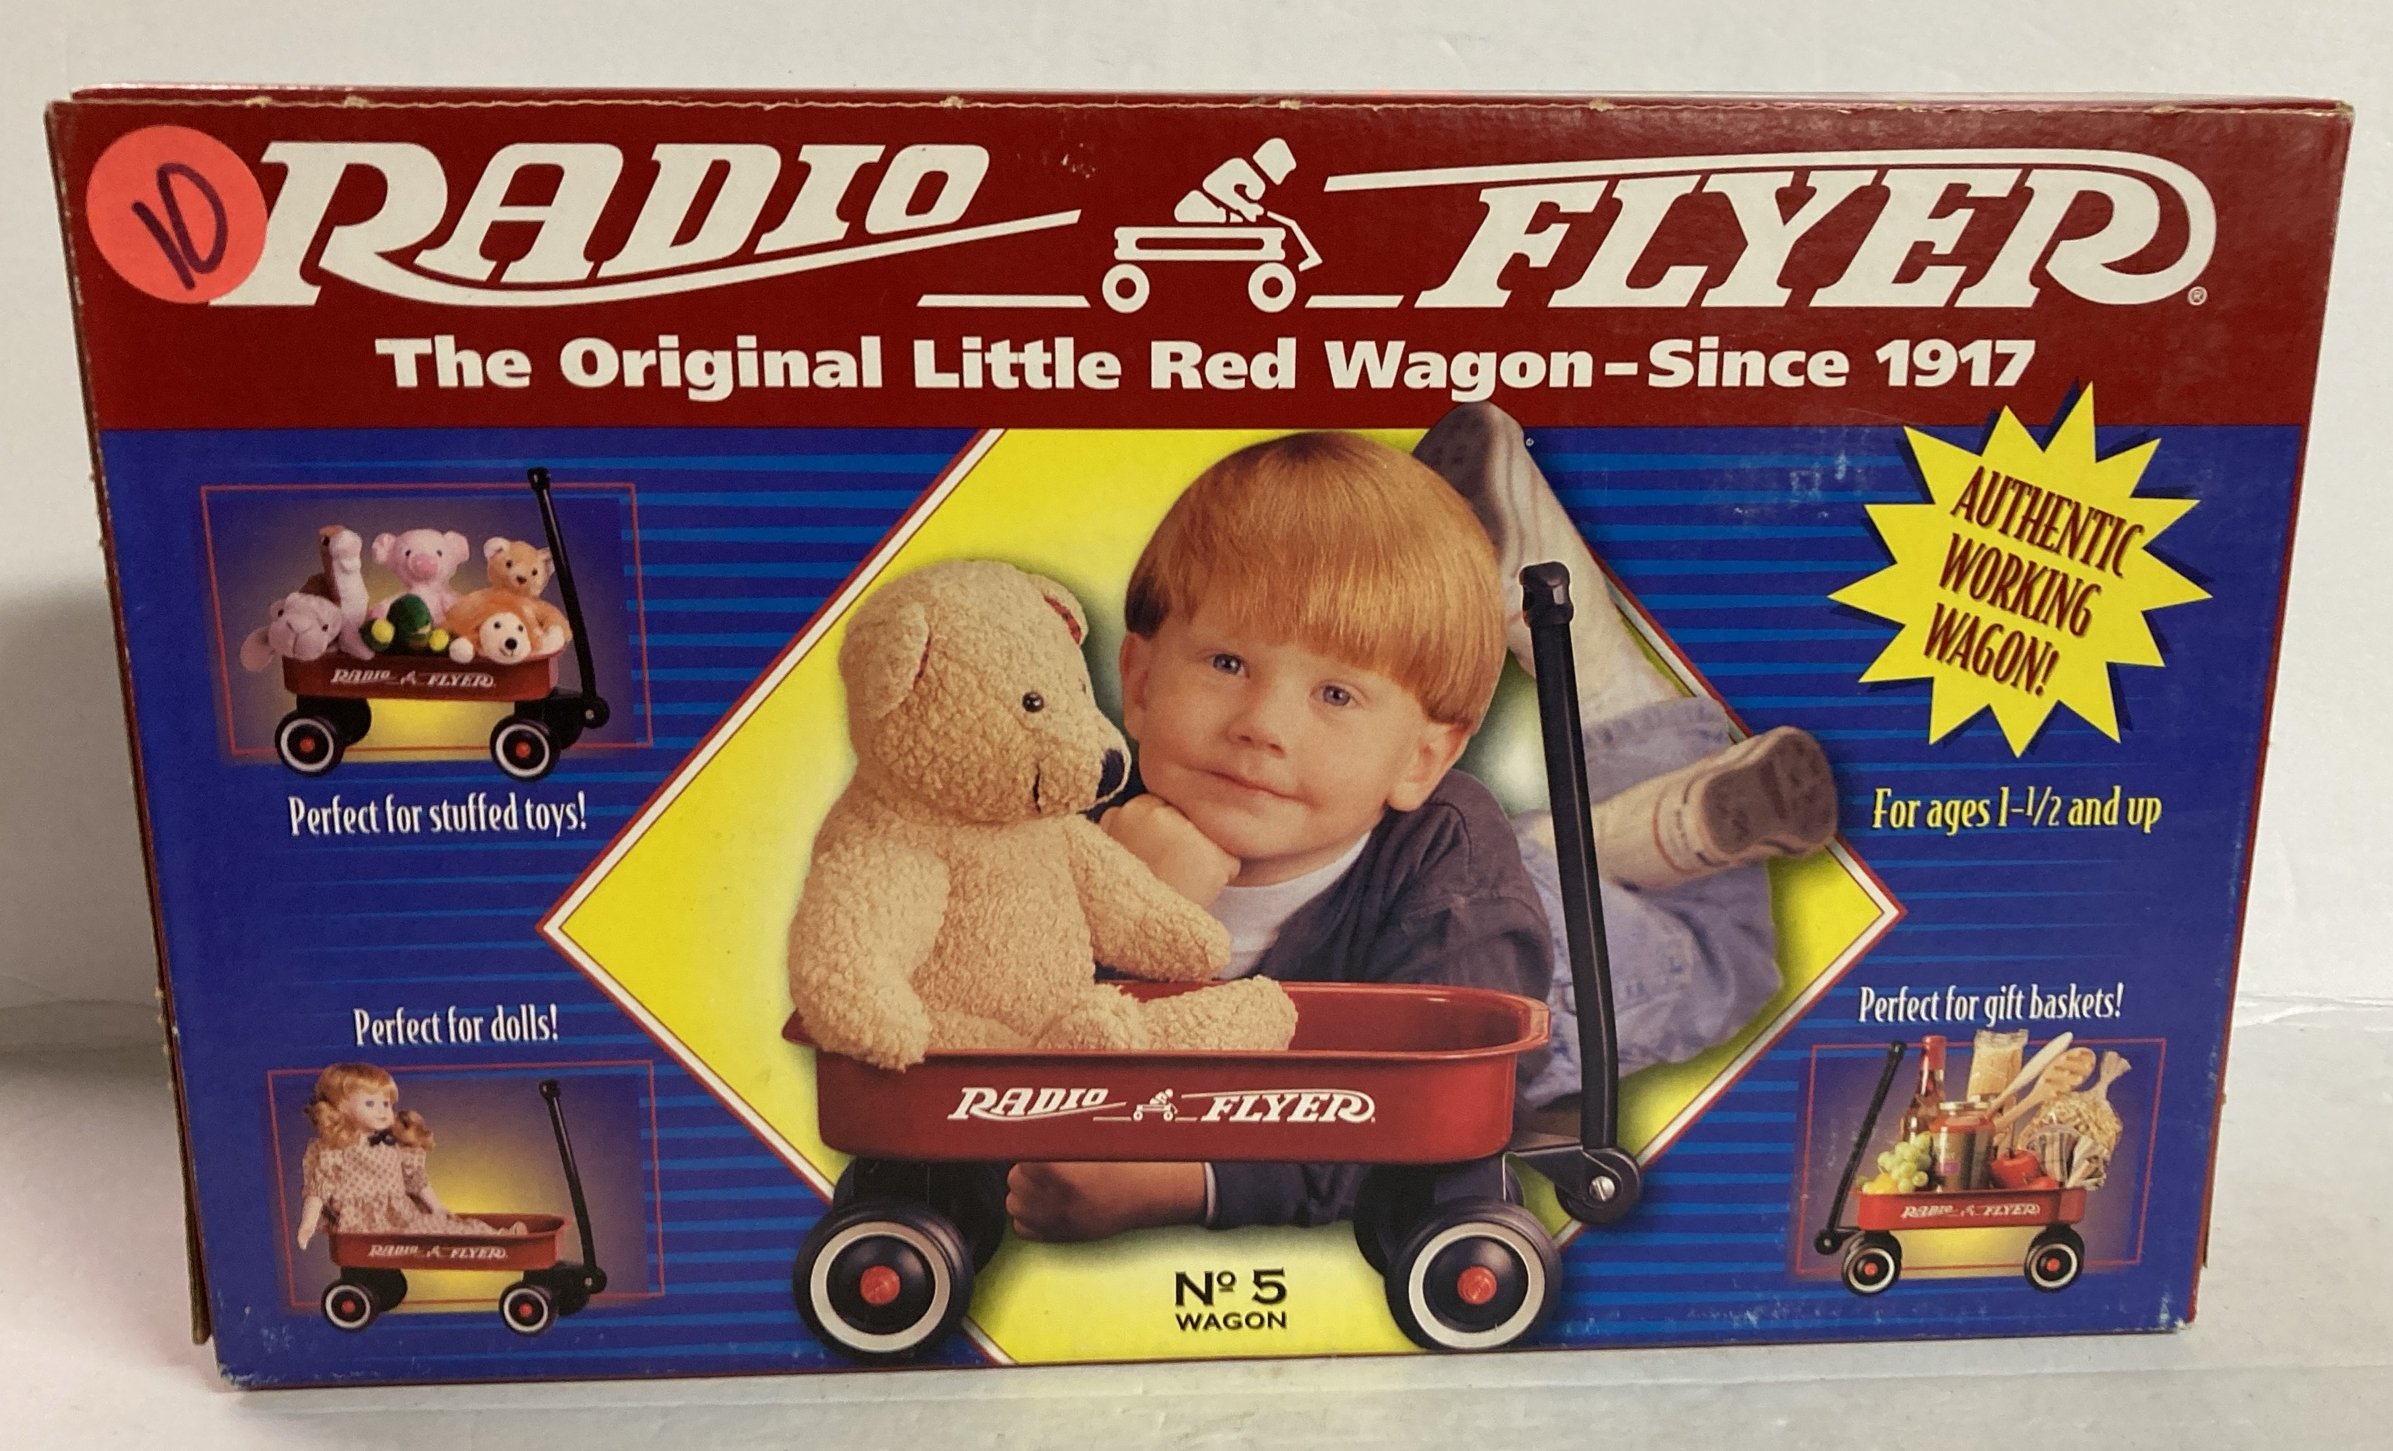 10
RADIO FLYER®
The Original Little Red Wagon – Since 1917
AUTHENTIC
WORKING
WAGON!
RADIO FLYER
Perfect for stuffed toys!
For ages 1-1/2 and up
Perfect for dolls!
Perfect for gift baskets!
RADIO FLYER
RADIO FLYER
RADIO FLYER
Nº 5
WAGON